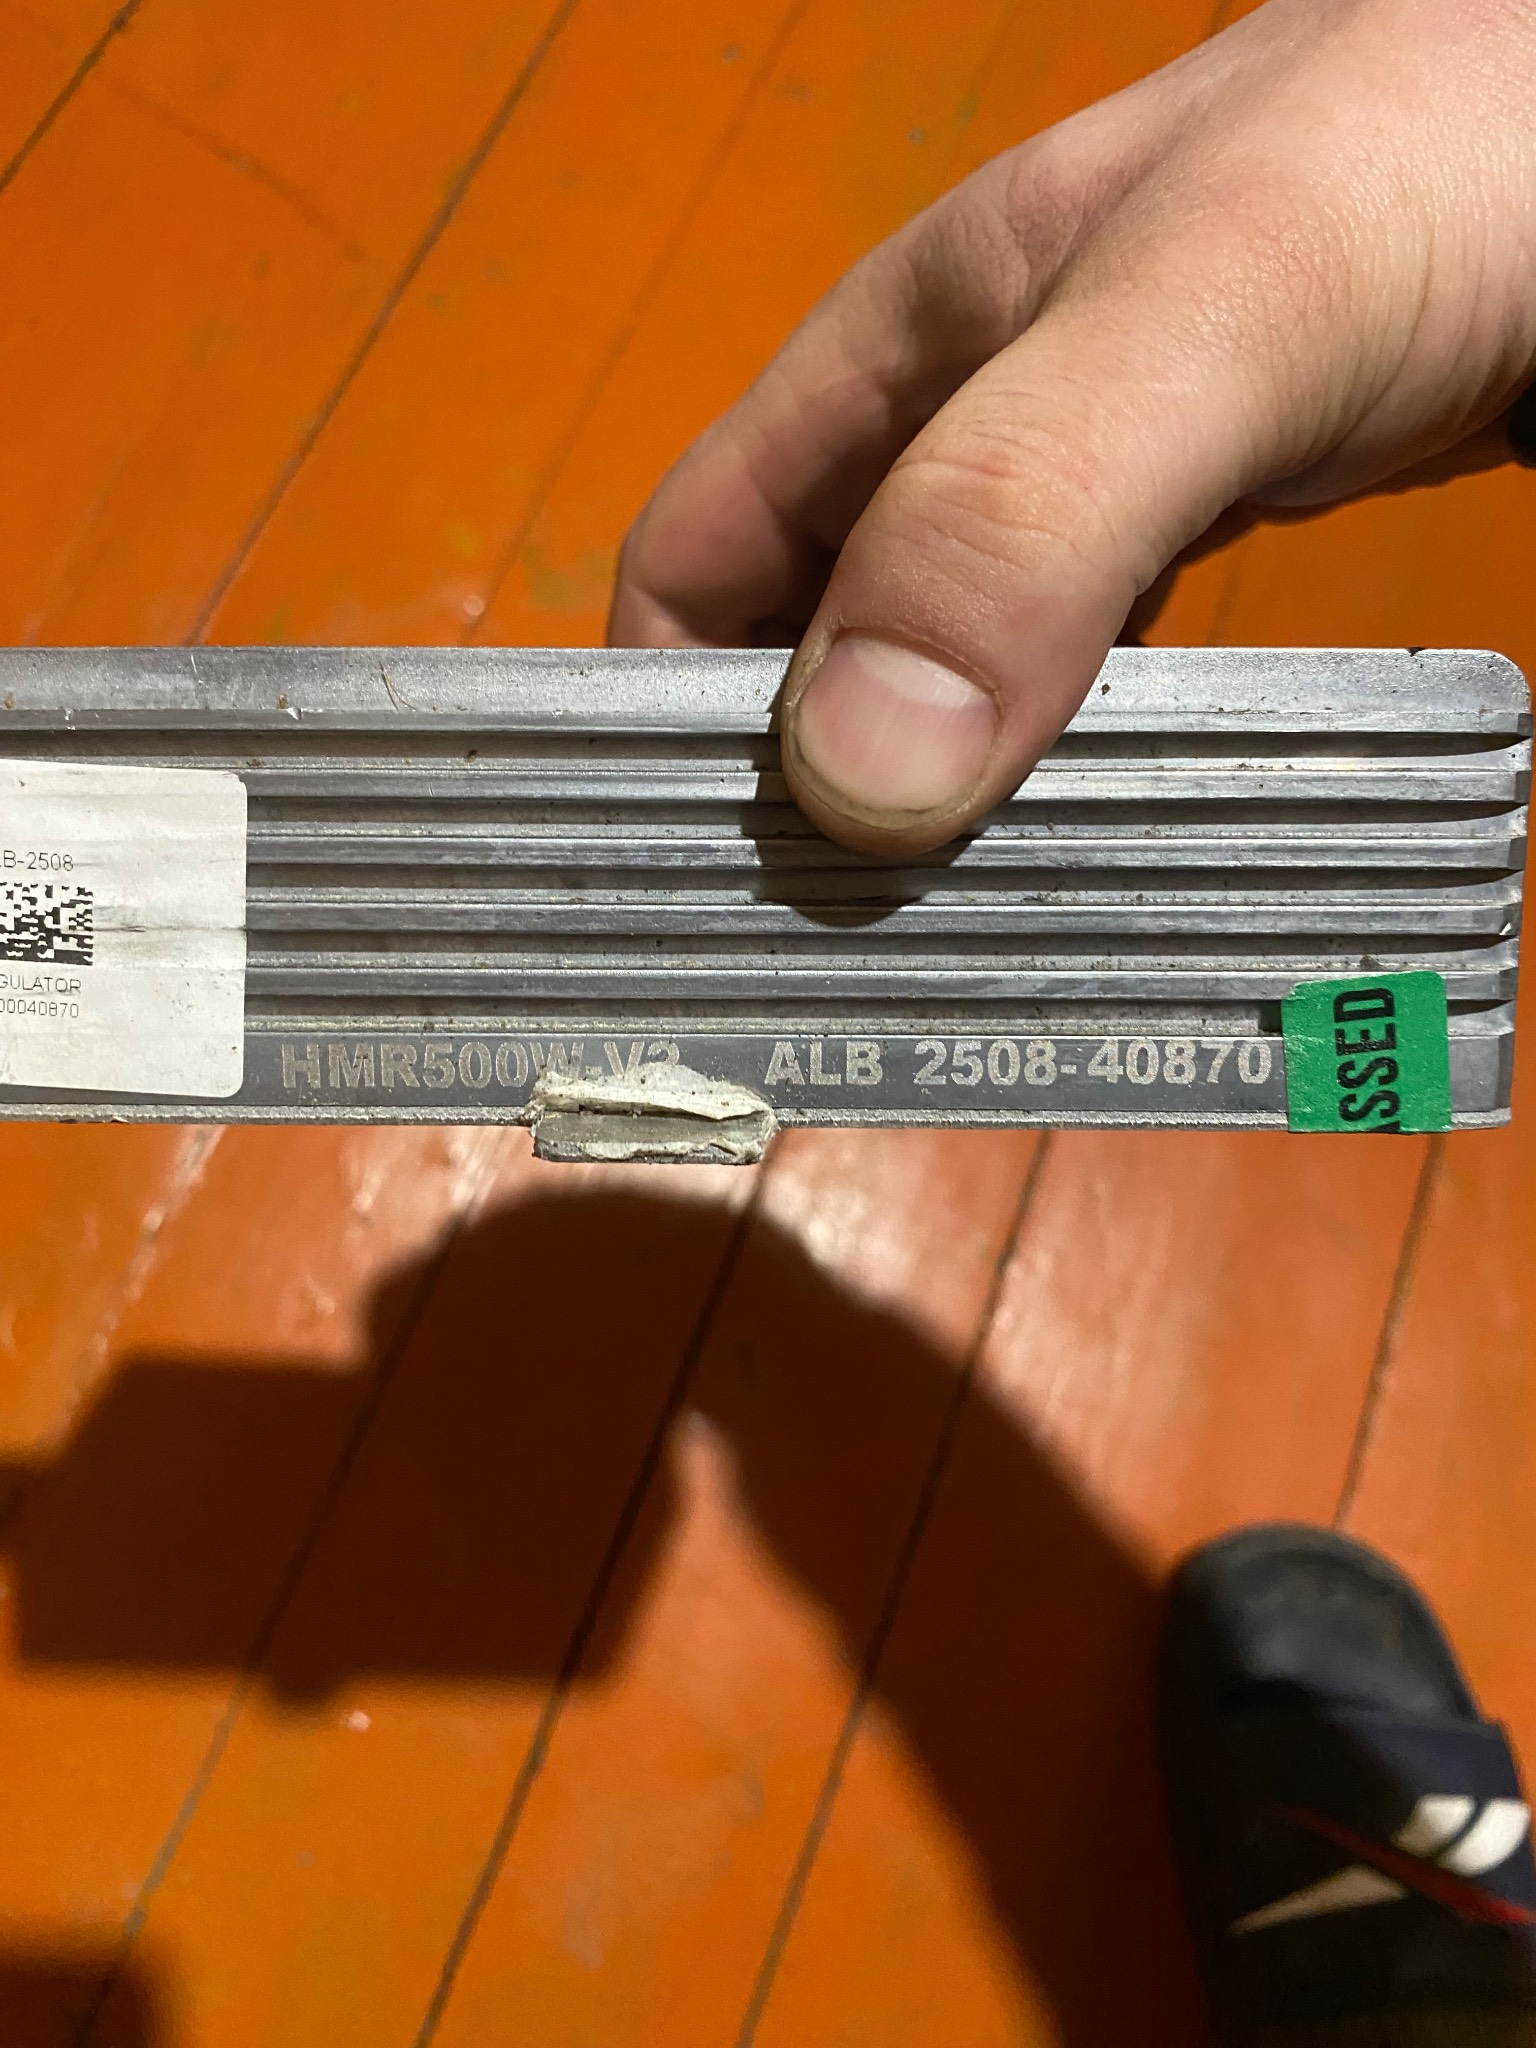 LB-2508
GULATOR
00040870
HMR500W-V2 ALB 2508-40870
SSED